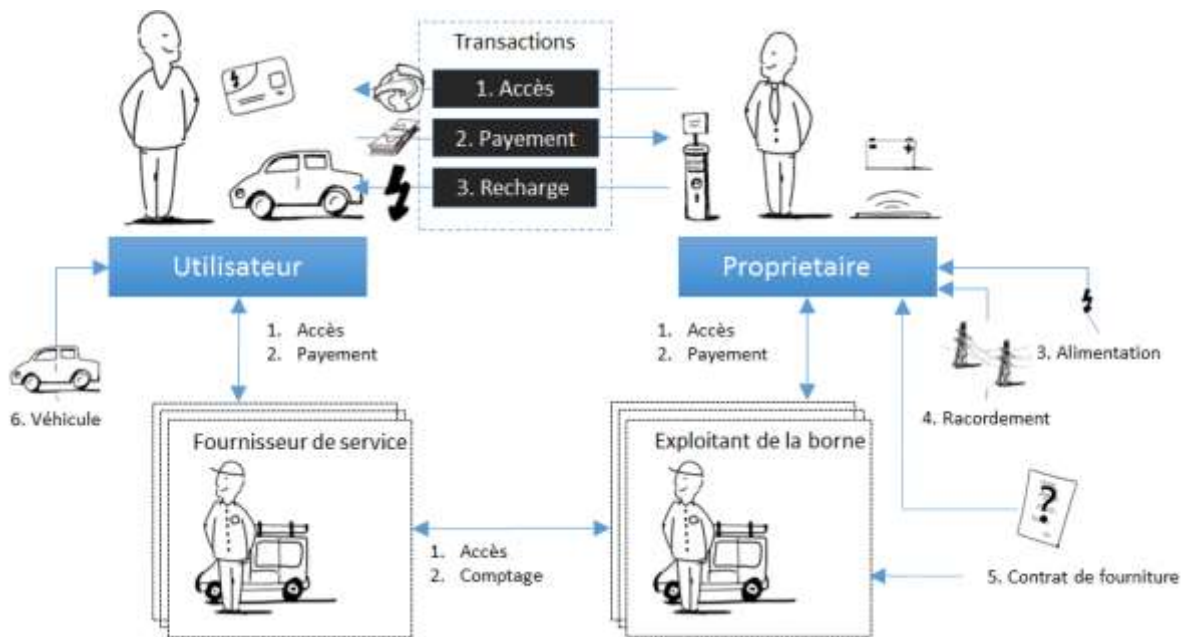 Transactions
1. Accès
2. Payement
3. Recharge
Utilisateur
Proprietaire
1. Accès
2. Payement
1. Accès
2. Payement
3. Alimentation
4. Racordement
6. Véhicule
Fournisseur de service
Exploitant de la borne
1. Accès
2. Comptage
5. Contrat de fourniture
?